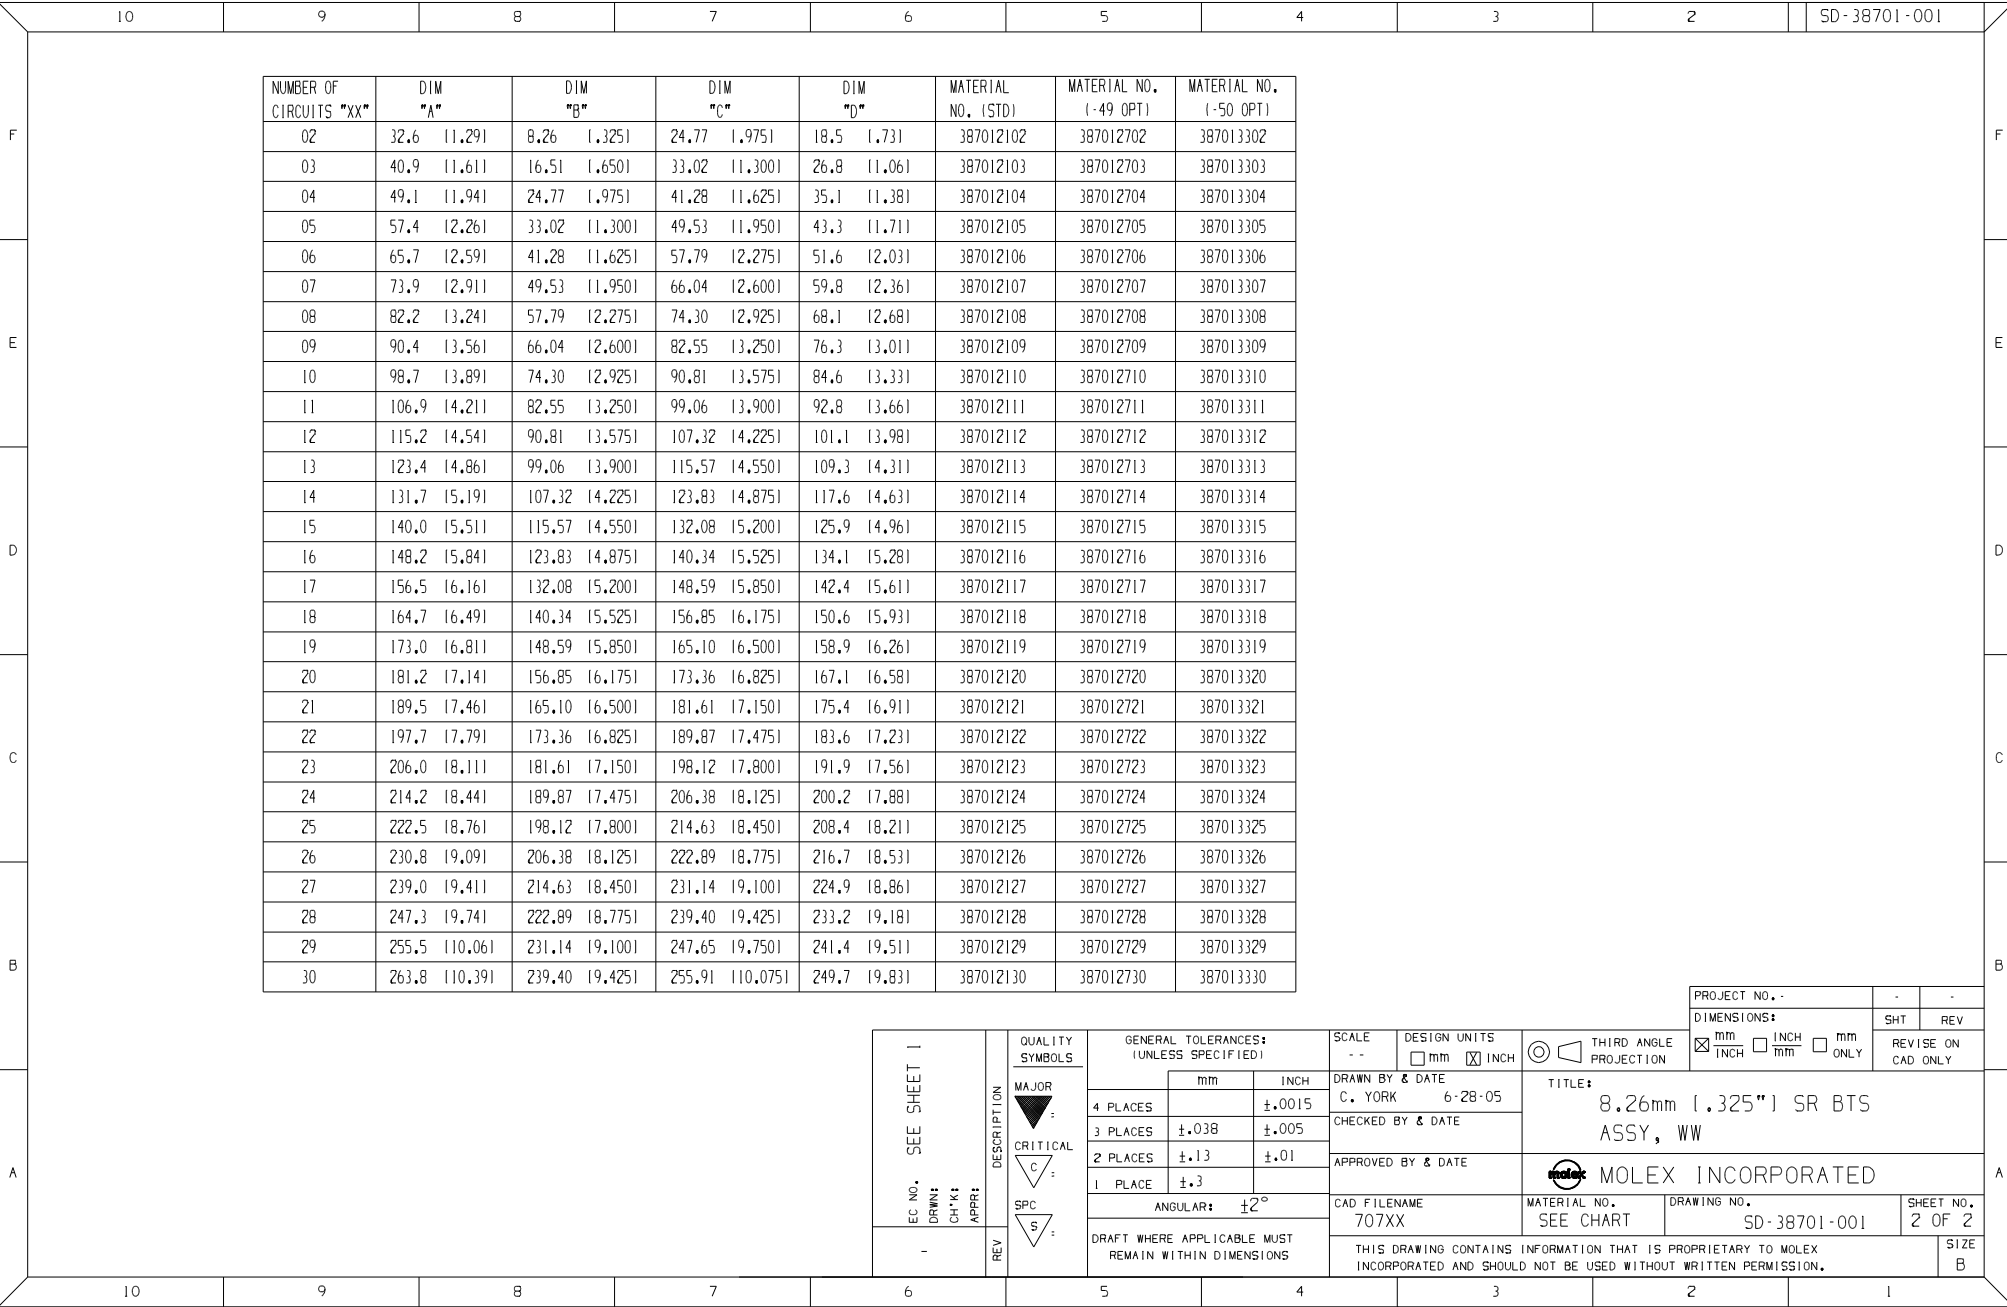 10 9 8 7 6 5 4 3 2 SD-38701-001
NUMBER OF CIRCUITS "XX" DIM "A" DIM "B" DIM "C" DIM "D" MATERIAL NO. (STD) MATERIAL NO. (-49 OPT) MATERIAL NO. (-50 OPT)
02 32.6 [1.29] 8.26 [.325] 24.77 [.975] 18.5 [.73] 387012102 387012702 387013302
F F
03 40.9 [1.61] 16.51 [.650] 33.02 [1.300] 26.8 [1.06] 387012103 387012703 387013303
04 49.1 [1.94] 24.77 [.975] 41.28 [1.625] 35.1 [1.38] 387012104 387012704 387013304
05 57.4 [2.26] 33.02 [1.300] 49.53 [1.950] 43.3 [1.71] 387012105 387012705 387013305
06 65.7 [2.59] 41.28 [1.625] 57.79 [2.275] 51.6 [2.03] 387012106 387012706 387013306
07 73.9 [2.91] 49.53 [1.950] 66.04 [2.600] 59.8 [2.36] 387012107 387012707 387013307
08 82.2 [3.24] 57.79 [2.275] 74.30 [2.925] 68.1 [2.68] 387012108 387012708 387013308
E E
09 90.4 [3.56] 66.04 [2.600] 82.55 [3.250] 76.3 [3.01] 387012109 387012709 387013309
10 98.7 [3.89] 74.30 [2.925] 90.81 [3.575] 84.6 [3.33] 387012110 387012710 387013310
11 106.9 [4.21] 82.55 [3.250] 99.06 [3.900] 92.8 [3.66] 387012111 387012711 387013311
12 115.2 [4.54] 90.81 [3.575] 107.32 [4.225] 101.1 [3.98] 387012112 387012712 387013312
13 123.4 [4.86] 99.06 [3.900] 115.57 [4.550] 109.3 [4.31] 387012113 387012713 387013313
14 131.7 [5.19] 107.32 [4.225] 123.83 [4.875] 117.6 [4.63] 387012114 387012714 387013314
15 140.0 [5.51] 115.57 [4.550] 132.08 [5.200] 125.9 [4.96] 387012115 387012715 387013315
D D
16 148.2 [5.84] 123.83 [4.875] 140.34 [5.525] 134.1 [5.28] 387012116 387012716 387013316
17 156.5 [6.16] 132.08 [5.200] 148.59 [5.850] 142.4 [5.61] 387012117 387012717 387013317
18 164.7 [6.49] 140.34 [5.525] 156.85 [6.175] 150.6 [5.93] 387012118 387012718 387013318
19 173.0 [6.81] 148.59 [5.850] 165.10 [6.500] 158.9 [6.26] 387012119 387012719 387013319
20 181.2 [7.14] 156.85 [6.175] 173.36 [6.825] 167.1 [6.58] 387012120 387012720 387013320
21 189.5 [7.46] 165.10 [6.500] 181.61 [7.150] 175.4 [6.91] 387012121 387012721 387013321
22 197.7 [7.79] 173.36 [6.825] 189.87 [7.475] 183.6 [7.23] 387012122 387012722 387013322
C C
23 206.0 [8.11] 181.61 [7.150] 198.12 [7.800] 191.9 [7.56] 387012123 387012723 387013323
24 214.2 [8.44] 189.87 [7.475] 206.38 [8.125] 200.2 [7.88] 387012124 387012724 387013324
25 222.5 [8.76] 198.12 [7.800] 214.63 [8.450] 208.4 [8.21] 387012125 387012725 387013325
26 230.8 [9.09] 206.38 [8.125] 222.89 [8.775] 216.7 [8.53] 387012126 387012726 387013326
27 239.0 [9.41] 214.63 [8.450] 231.14 [9.100] 224.9 [8.86] 387012127 387012727 387013327
28 247.3 [9.74] 222.89 [8.775] 239.40 [9.425] 233.2 [9.18] 387012128 387012728 387013328
29 255.5 [10.06] 231.14 [9.100] 247.65 [9.750] 241.4 [9.51] 387012129 387012729 387013329
B B
30 263.8 [10.39] 239.40 [9.425] 255.91 [10.075] 249.7 [9.83] 387012130 387012730 387013330
PROJECT NO. - - -
DIMENSIONS: SHT REV
mm/INCH INCH/mm mm ONLY
REVISE ON CAD ONLY
EC NO. SEE SHEET 1
DRWN:
CH'K:
APPR:
-
DESCRIPTION
REV
QUALITY SYMBOLS
MAJOR
=
CRITICAL
C =
SPC
S =
GENERAL TOLERANCES:
(UNLESS SPECIFIED)
mm INCH
4 PLACES ±.0015
3 PLACES ±.038 ±.005
2 PLACES ±.13 ±.01
1 PLACE ±.3
ANGULAR: ±2°
DRAFT WHERE APPLICABLE MUST
REMAIN WITHIN DIMENSIONS
SCALE
--
DESIGN UNITS
mm X INCH
THIRD ANGLE
PROJECTION
DRAWN BY & DATE
C. YORK 6-28-05
CHECKED BY & DATE
APPROVED BY & DATE
TITLE:
8.26mm [.325"] SR BTS
ASSY, WW
A A
molex MOLEX INCORPORATED
CAD FILENAME
707XX
MATERIAL NO.
SEE CHART
DRAWING NO.
SD-38701-001
SHEET NO.
2 OF 2
THIS DRAWING CONTAINS INFORMATION THAT IS PROPRIETARY TO MOLEX
INCORPORATED AND SHOULD NOT BE USED WITHOUT WRITTEN PERMISSION.
SIZE
B
10 9 8 7 6 5 4 3 2 1